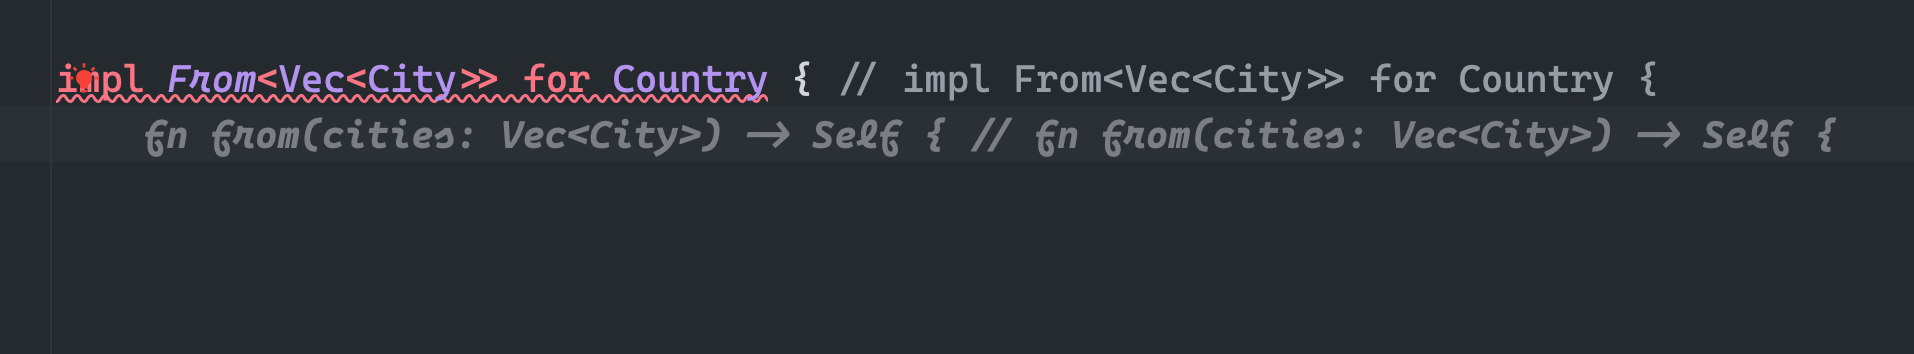 impl From<Vec<City>> for Country { // impl From<Vec<City>> for Country {
fn from(cities: Vec<City>) -> Self { // fn from(cities: Vec<City>) -> Self {